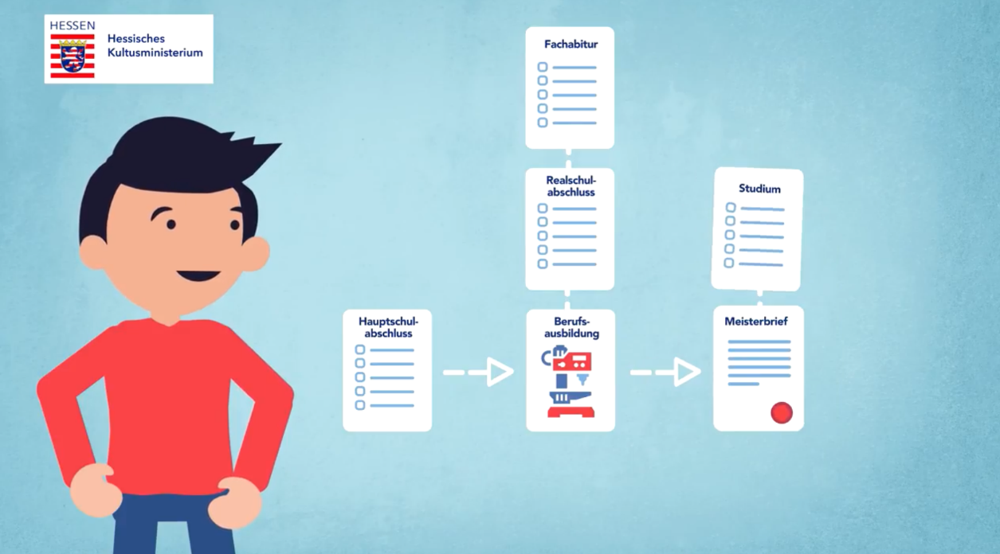 HESSEN
Hessisches
Kultusministerium
Fachabitur
Realschul-
abschluss
Studium
Hauptschul-
abschluss
Berufs-
ausbildung
Meisterbrief